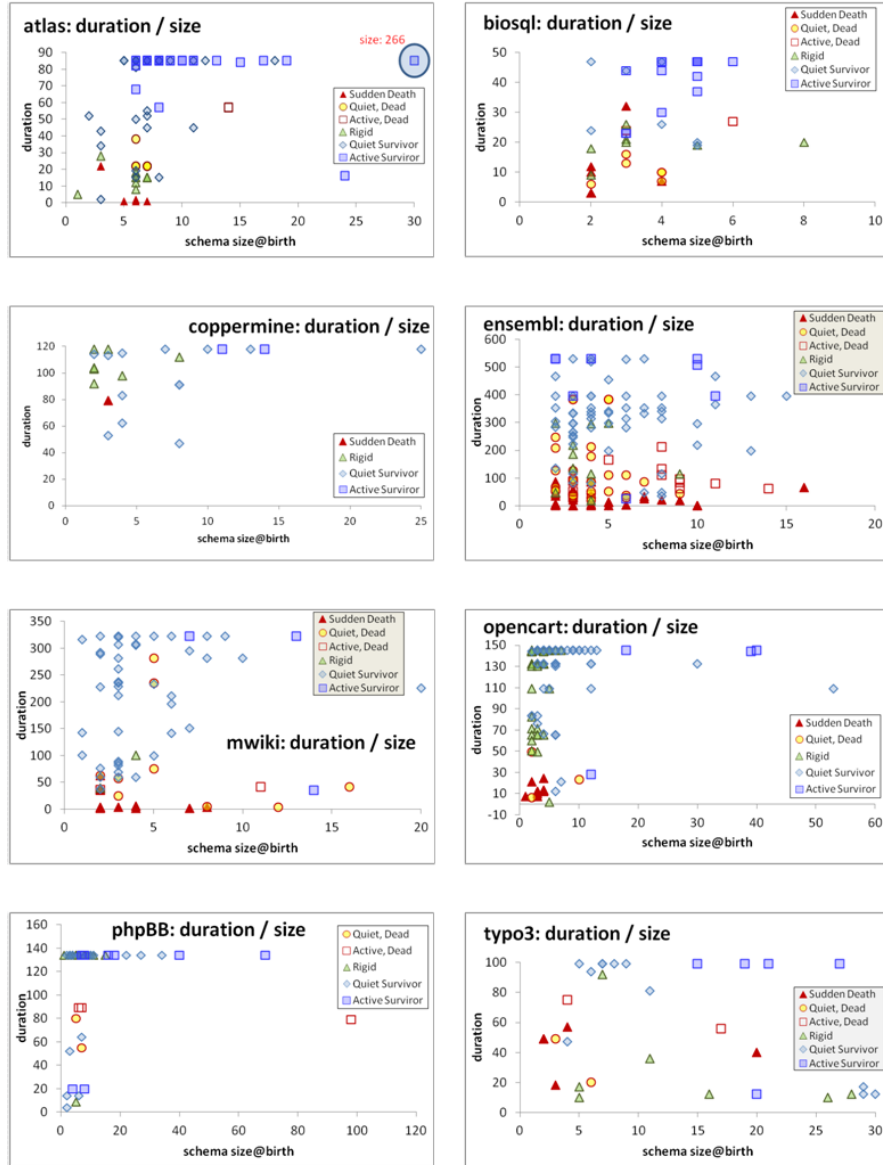 atlas: duration / size
size: 266
duration
90
80
70
60
50
40
30
20
10
0
0 5 10 15 20 25 30
schema size@birth
Sudden Death
Quiet, Dead
Active, Dead
Rigid
Quiet Survivor
Active Suriror
biosql: duration / size
duration
50
40
30
20
10
0
0 2 4 6 8 10
schema size@birth
Sudden Death
Quiet, Dead
Active, Dead
Rigid
Quiet Survivor
Active Suriror
coppermine: duration / size
duration
120
100
80
60
40
20
0
0 5 10 15 20 25
schema size@birth
Sudden Death
Rigid
Quiet Survivor
Active Suriror
ensembl: duration / size
duration
600
500
400
300
200
100
0
0 5 10 15 20
schema size@birth
Sudden Death
Quiet, Dead
Active, Dead
Rigid
Quiet Survivor
Active Suriror
mwiki: duration / size
duration
350
300
250
200
150
100
50
0
0 5 10 15 20
schema size@birth
Sudden Death
Quiet, Dead
Active, Dead
Rigid
Quiet Survivor
Active Suriror
opencart: duration / size
duration
150
130
110
90
70
50
30
10
-10
0 10 20 30 40 50 60
schema size@birth
Sudden Death
Quiet, Dead
Rigid
Quiet Survivor
Active Suriror
phpBB: duration / size
duration
160
140
120
100
80
60
40
20
0
0 20 40 60 80 100 120
schema size@birth
Quiet, Dead
Active, Dead
Rigid
Quiet Survivor
Active Suriror
typo3: duration / size
duration
100
80
60
40
20
0
0 5 10 15 20 25 30
schema size@birth
Sudden Death
Quiet, Dead
Active, Dead
Rigid
Quiet Survivor
Active Suriror